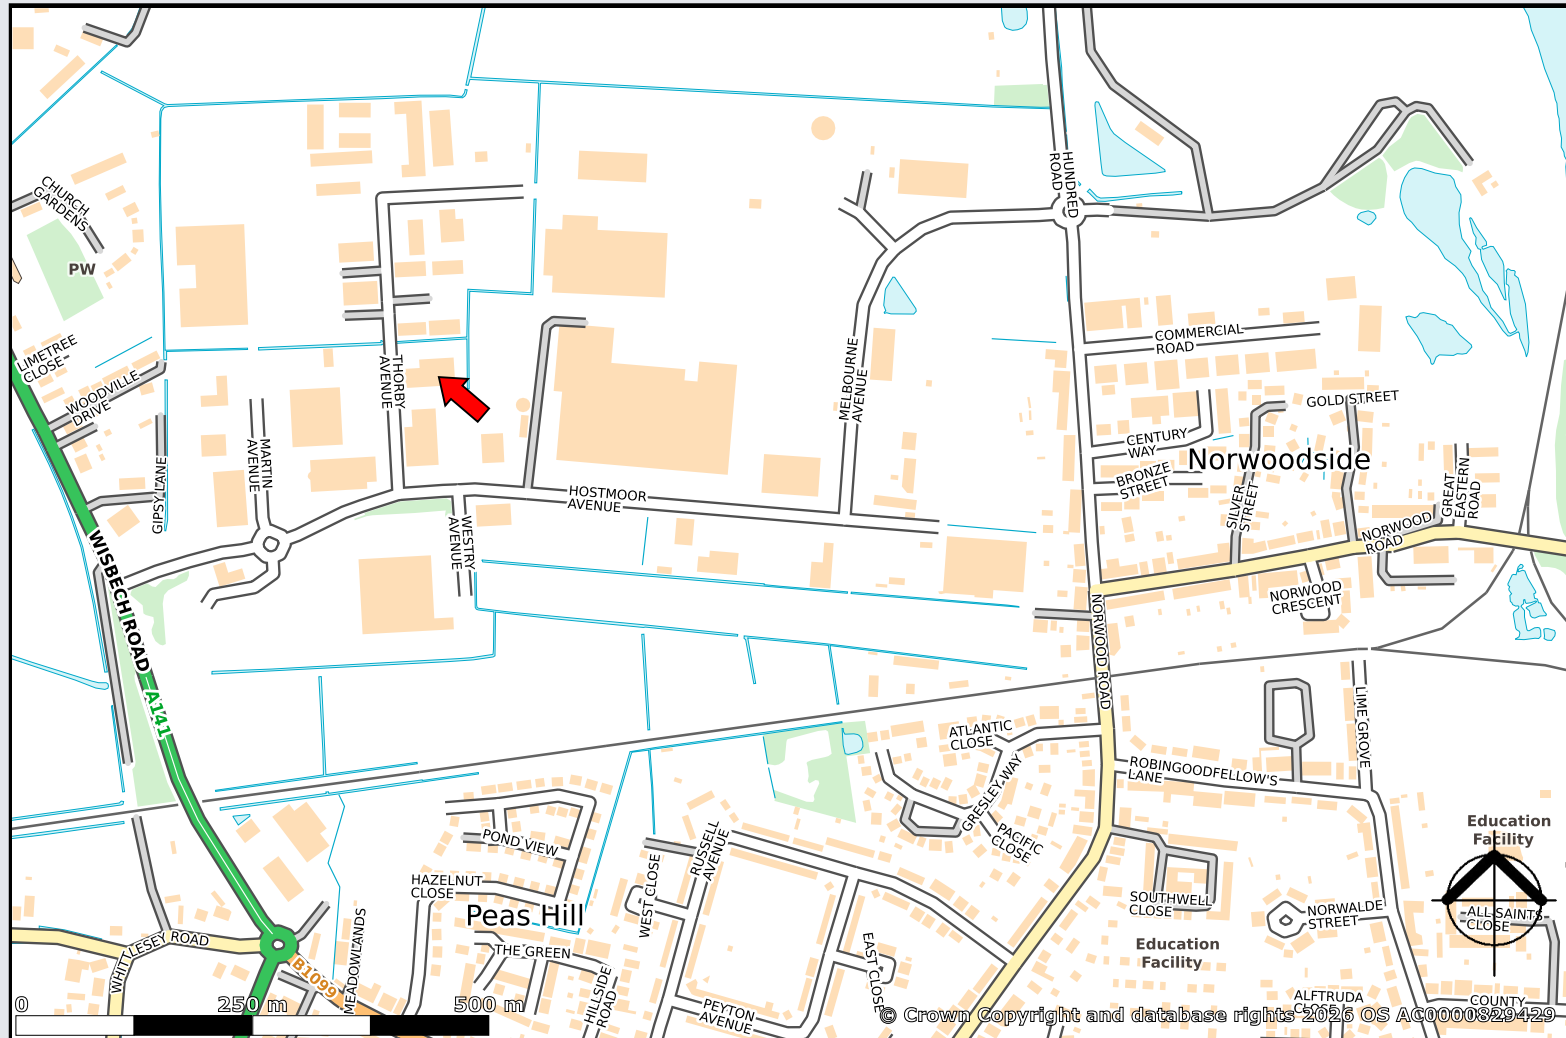 HUNDRED
ROAD
CHURCH
GARDENS
PW
LIMETREE
CLOSE
WOODVILLE
DRIVE
THORBY
AVENUE
MELBOURNE
AVENUE
COMMERCIAL
ROAD
GOLD STREET
CENTURY
WAY
Norwoodside
BRONZE
STREET
SILVER
STREET
GREAT
EASTERN
ROAD
MARTIN
AVENUE
GIPSY LANE
HOSTMOOR
AVENUE
WESTRY
AVENUE
NORWOOD
ROAD
NORWOOD
CRESCENT
WISBECH ROAD
A141
NORWOOD ROAD
LIME GROVE
ATLANTIC
CLOSE
GRESLEY WAY
ROBINGOODFELLOW'S
LANE
PACIFIC
CLOSE
POND VIEW
RUSSELL
AVENUE
Education
Facility
HAZELNUT
CLOSE
Peas Hill
WEST CLOSE
SOUTHWELL
CLOSE
NORWALDE
STREET
ALL SAINTS
CLOSE
WHITTLESEY ROAD
MEADOWLANDS
THE GREEN
EAST CLOSE
Education
Facility
B1099
HILLSIDE
ROAD
PEYTON
AVENUE
ALFTRUDA
CLOSE
COUNTY
0 250 m 500 m
© Crown Copyright and database rights 2026 OS AC0000829429